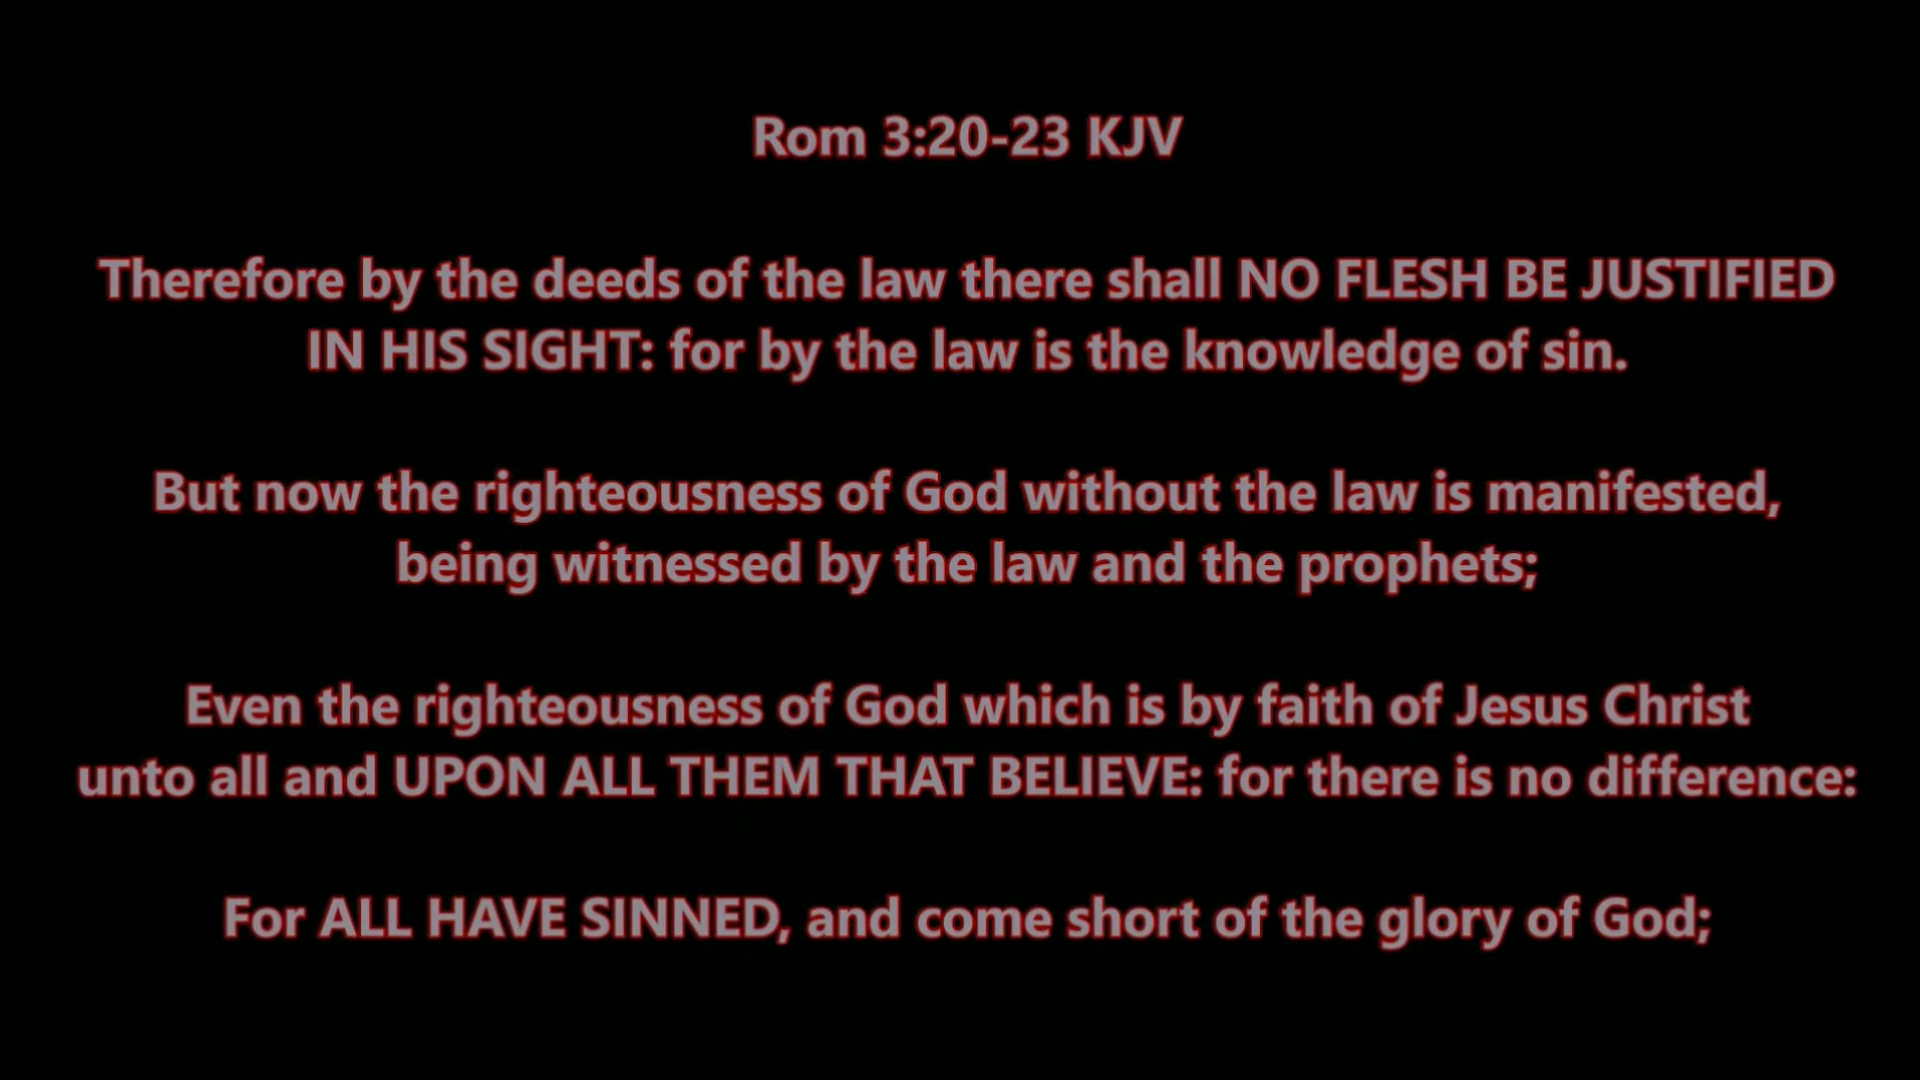 Rom 3:20-23 KJV
Therefore by the deeds of the law there shall NO FLESH BE JUSTIFIED
IN HIS SIGHT: for by the law is the knowledge of sin.
But now the righteousness of God without the law is manifested,
being witnessed by the law and the prophets;
Even the righteousness of God which is by faith of Jesus Christ
unto all and UPON ALL THEM THAT BELIEVE: for there is no difference:
For ALL HAVE SINNED, and come short of the glory of God;